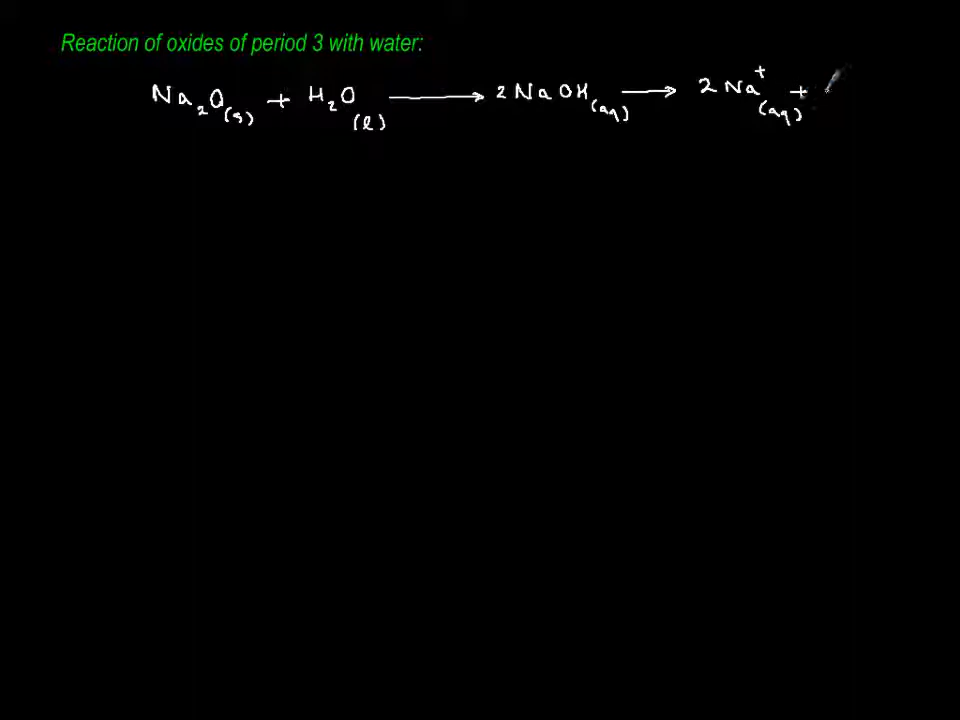 Reaction of oxides of period 3 with water:
Na₂O(s) + H₂O(l) ⟶ 2NaOH(aq) ⟶ 2Na⁺(aq) +